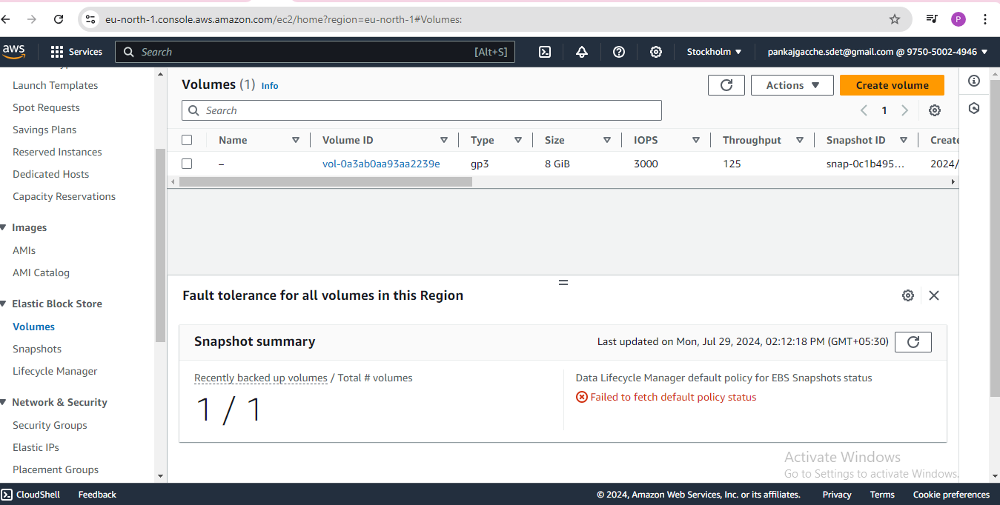 eu-north-1.console.aws.amazon.com/ec2/home?region=eu-north-1#Volumes:
P
aws
Services
Search
[Alt+S]
Stockholm
pankajgacche.sdet@gmail.com @ 9750-5002-4946
Launch Templates
Spot Requests
Savings Plans
Reserved Instances
Dedicated Hosts
Capacity Reservations
Images
AMIs
AMI Catalog
Elastic Block Store
Volumes
Snapshots
Lifecycle Manager
Network & Security
Security Groups
Elastic IPs
Placement Groups
Volumes (1) Info
Actions
Create volume
Search
1
Name Volume ID Type Size IOPS Throughput Snapshot ID Create
– vol-0a3ab0aa93aa2239e gp3 8 GiB 3000 125 snap-0c1b495... 2024/
Fault tolerance for all volumes in this Region
Snapshot summary
Last updated on Mon, Jul 29, 2024, 02:12:18 PM (GMT+05:30)
Recently backed up volumes / Total # volumes
1 / 1
Data Lifecycle Manager default policy for EBS Snapshots status
Failed to fetch default policy status
Activate Windows
Go to Settings to activate Windows.
CloudShell Feedback
© 2024, Amazon Web Services, Inc. or its affiliates. Privacy Terms Cookie preferences